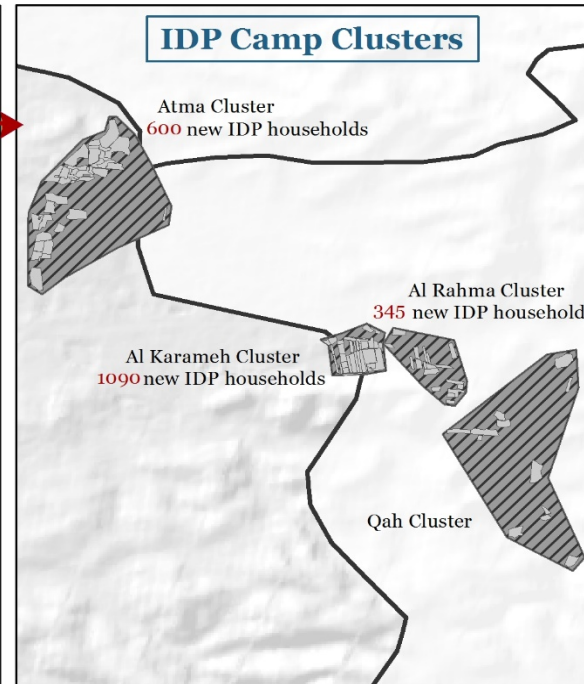 IDP Camp Clusters
Atma Cluster
600 new IDP households
Al Rahma Cluster
345 new IDP household
Al Karameh Cluster
1090 new IDP households
Qah Cluster